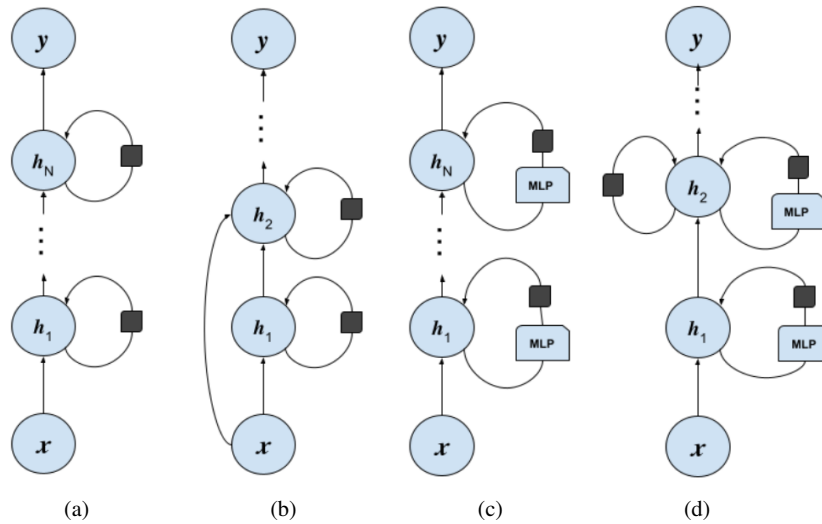 y
h_N
⋮
h_1
x
(a)
y
⋮
h_2
h_1
x
(b)
y
h_N
MLP
⋮
h_1
MLP
x
(c)
y
⋮
h_2
MLP
h_1
MLP
x
(d)